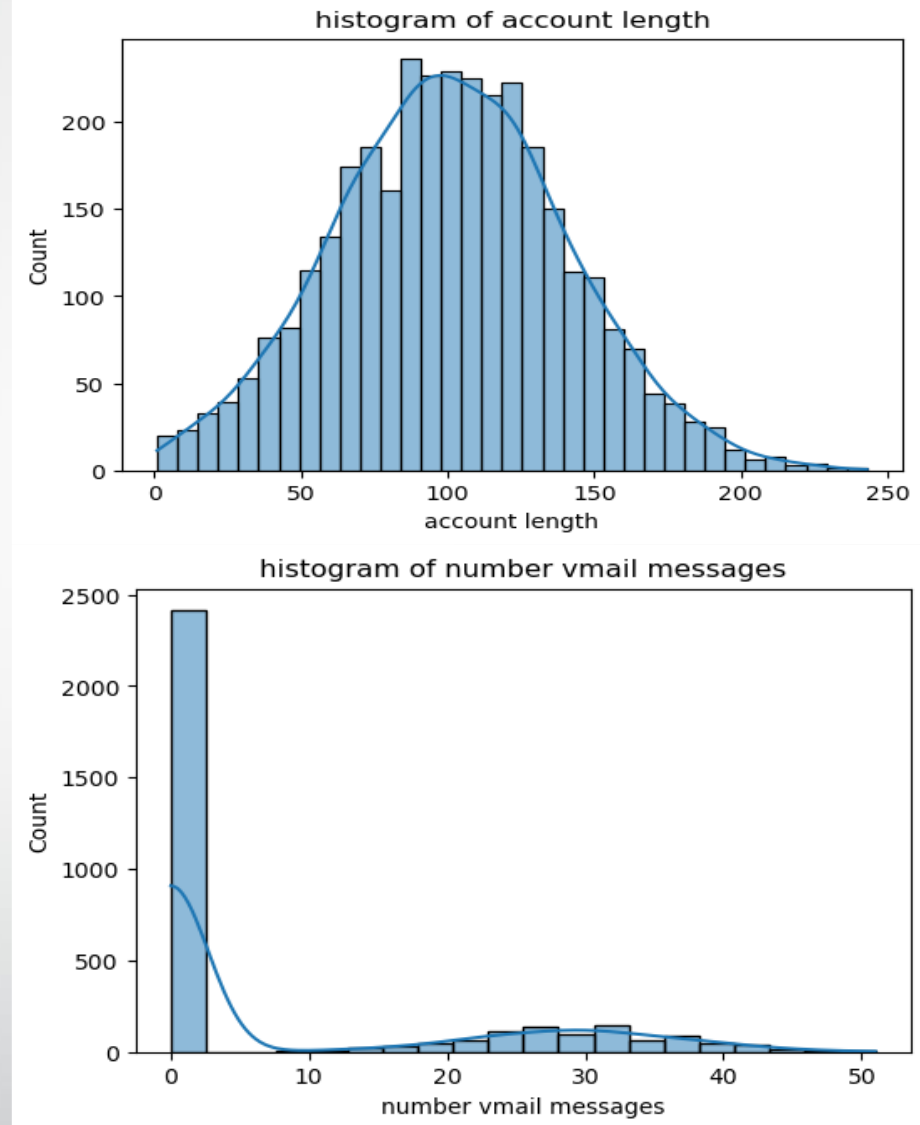 histogram of account length
200
150
100
50
0
Count
0 50 100 150 200 250
account length
histogram of number vmail messages
2500
2000
1500
1000
500
0
Count
0 10 20 30 40 50
number vmail messages